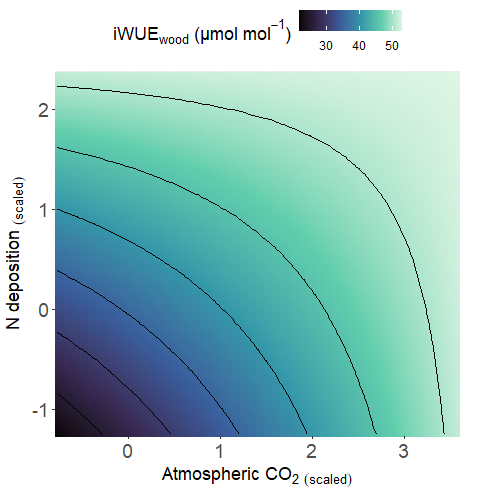 iWUEwood (μmol mol⁻¹)
30 40 50
2
1
0
-1
N deposition (scaled)
0 1 2 3
Atmospheric CO₂ (scaled)